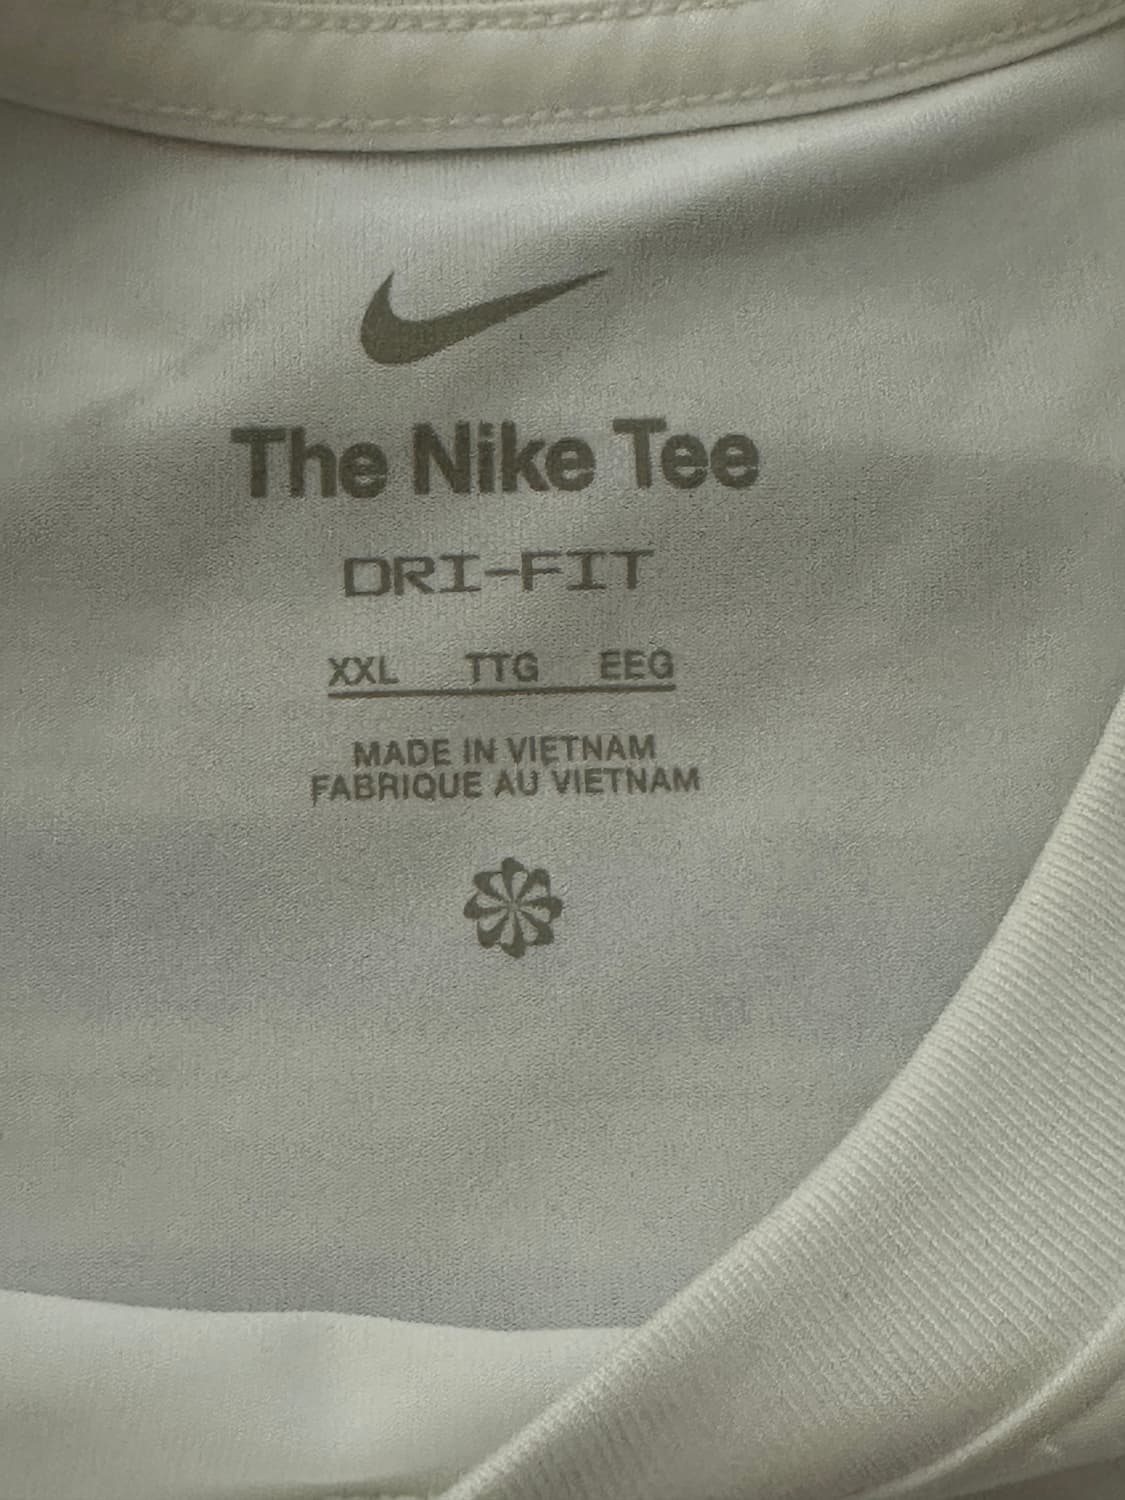 The Nike Tee
DRI-FIT
XXL TTG EEG
MADE IN VIETNAM
FABRIQUE AU VIETNAM